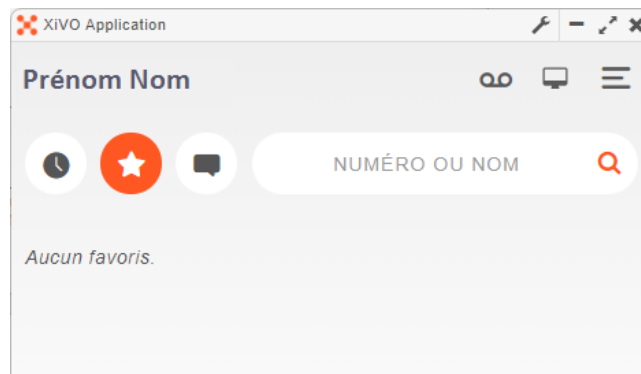 XiVO Application
Prénom Nom
NUMÉRO OU NOM
Aucun favoris.